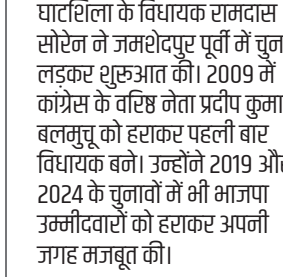 घाटशिला के विधायक रामदास
सोरेन ने जमशेदपुर पूर्वी में
लड़कर शुरूआत की। 2009 में
कांग्रेस के वरिष्ठ नेता प्रदीप
बलमुचू को हराकर पहली बार
विधायक बने। उन्होंने 2019
2024 के चुनावों में भी भाजपा
उम्मीदवारों को हराकर अपनी
जगह मजबूत की।